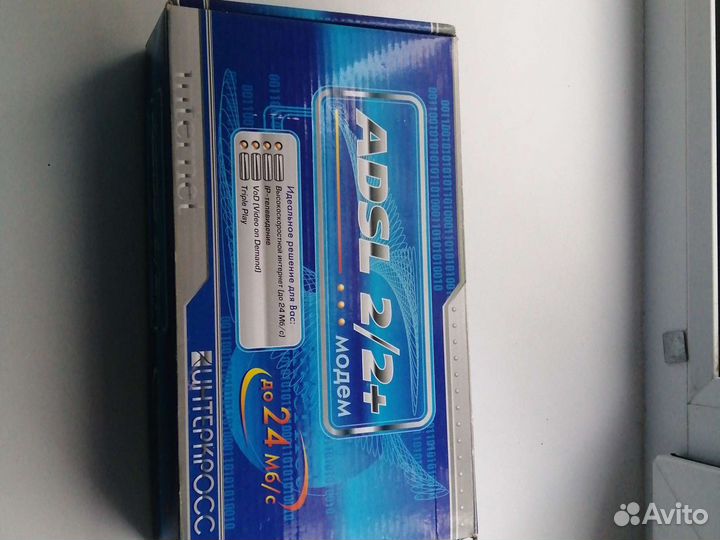 ADSL 2/2+
модем
Идеальное решение для Вас:
Высокоскоростной интернет (до 24 Мб/с)
IP-телевидение
VoD (Video on Demand)
Triple Play
до 24 Мб/с
Internet
ИНТЕРКРОСС
Avito